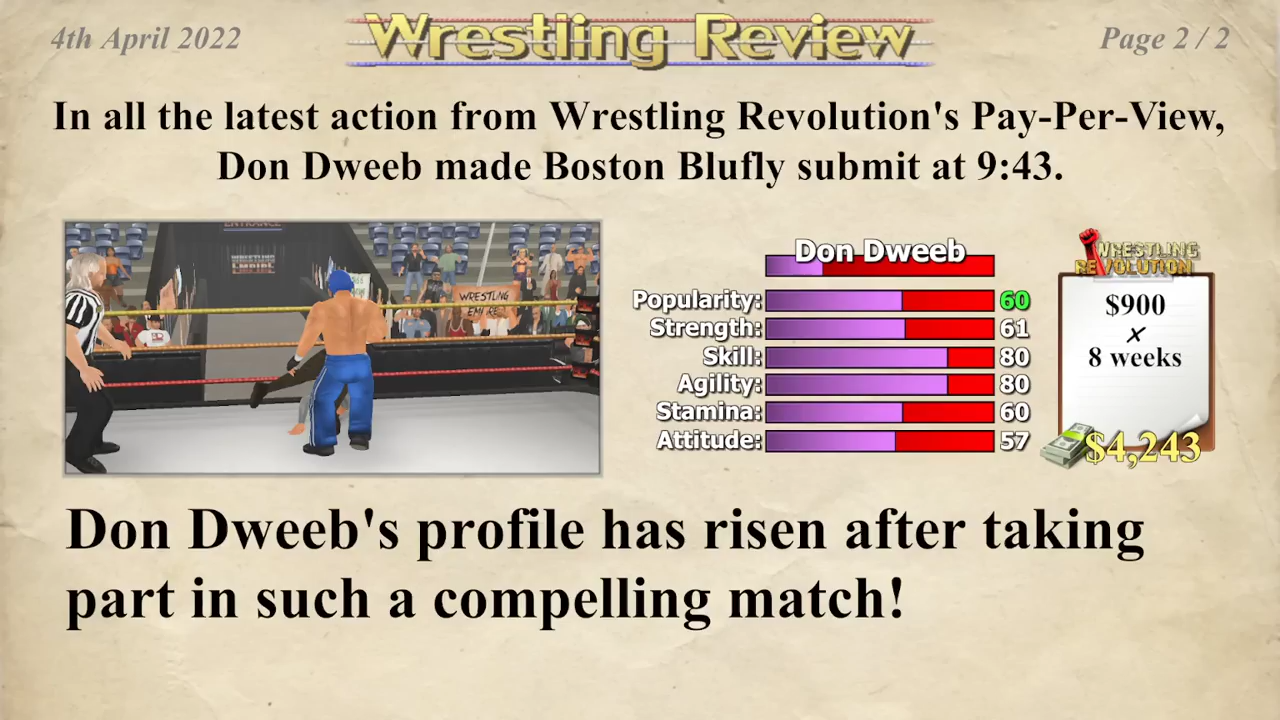 4th April 2022
Wrestling Review
Page 2 / 2
In all the latest action from Wrestling Revolution's Pay-Per-View,
Don Dweeb made Boston Blufly submit at 9:43.
ENTRANCE
WRESTLING
EMPIRE
WRESTLING
EMPIRE
Don Dweeb
Popularity: 60
Strength: 61
Skill: 80
Agility: 80
Stamina: 60
Attitude: 57
WRESTLING
REVOLUTION
$900
x
8 weeks
$4,243
Don Dweeb's profile has risen after taking
part in such a compelling match!